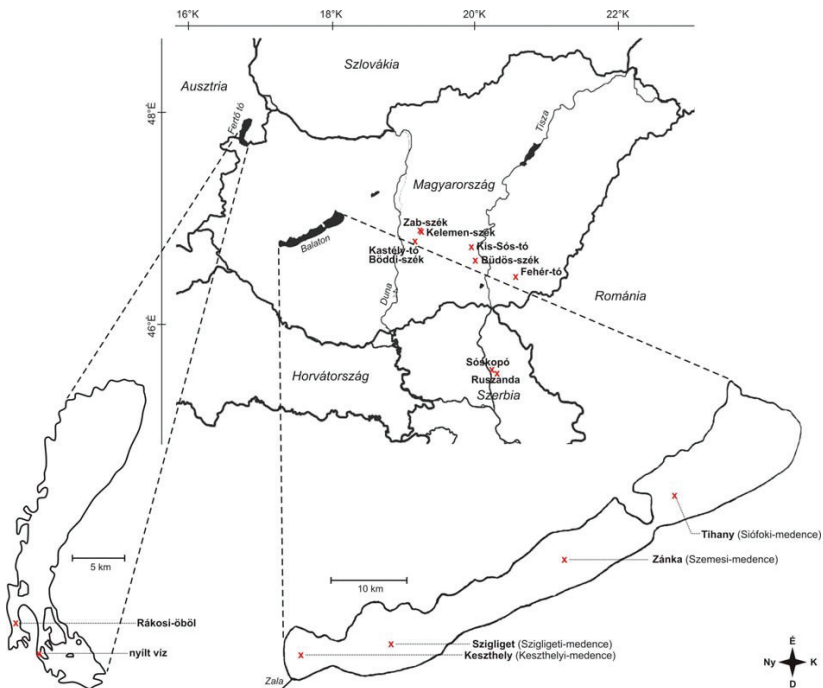 16°K 18°K 20°K 22°K
Szlovákia
Ausztria
48°É
Fertő tó
Tisza
Magyarország
Zab-szék
Kelemen-szék
Balaton
Kastély-tó
Böddi-szék
Kis-Sós-tó
Büdös-szék
Fehér-tó
Duna
Románia
46°É
Sóskopó
Horvátország
Ruszanda
Szerbia
Tihany (Siófoki-medence)
5 km
Zánka (Szemesi-medence)
10 km
Rákosi-öböl
Szigliget (Szigligeti-medence)
nyílt víz
Keszthely (Keszthelyi-medence)
Zala
É
Ny K
D